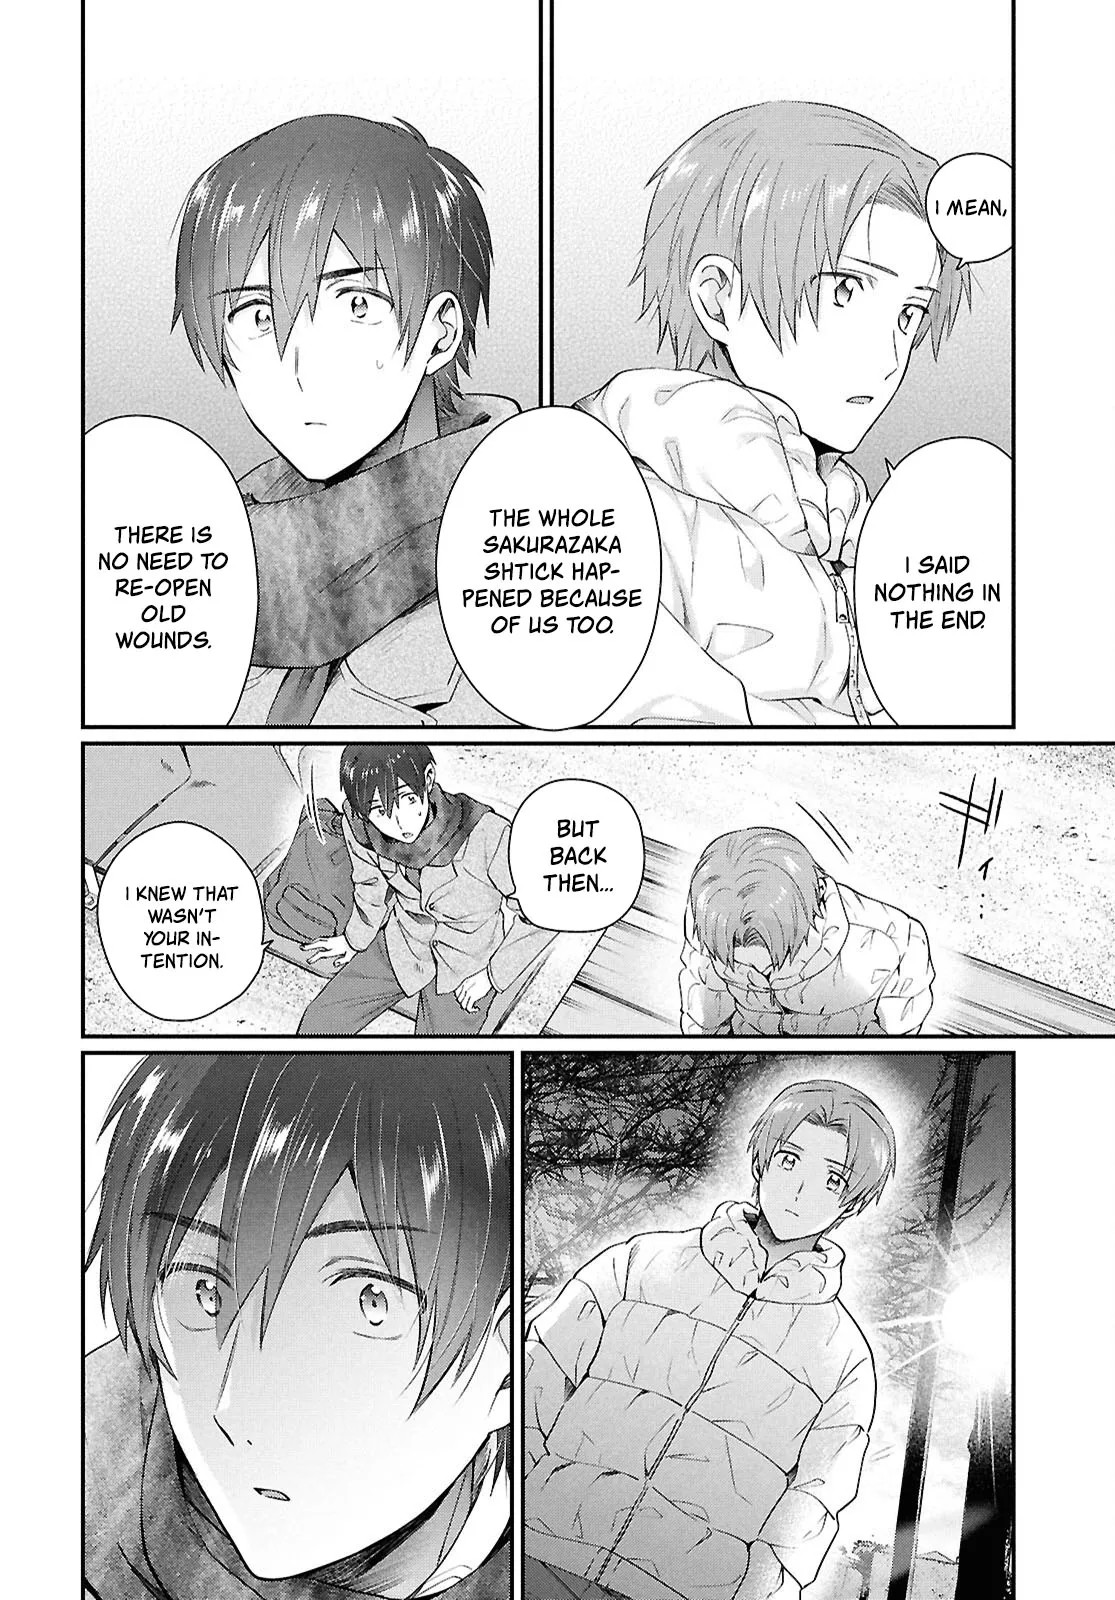 I MEAN,
I SAID
NOTHING IN
THE END.
THE WHOLE
SAKURAZAKA
SHTICK HAP-
PENED BECAUSE
OF US TOO.
THERE IS
NO NEED TO
RE-OPEN
OLD
WOUNDS.
BUT
BACK
THEN...
I KNEW THAT
WASN'T
YOUR IN-
TENTION.